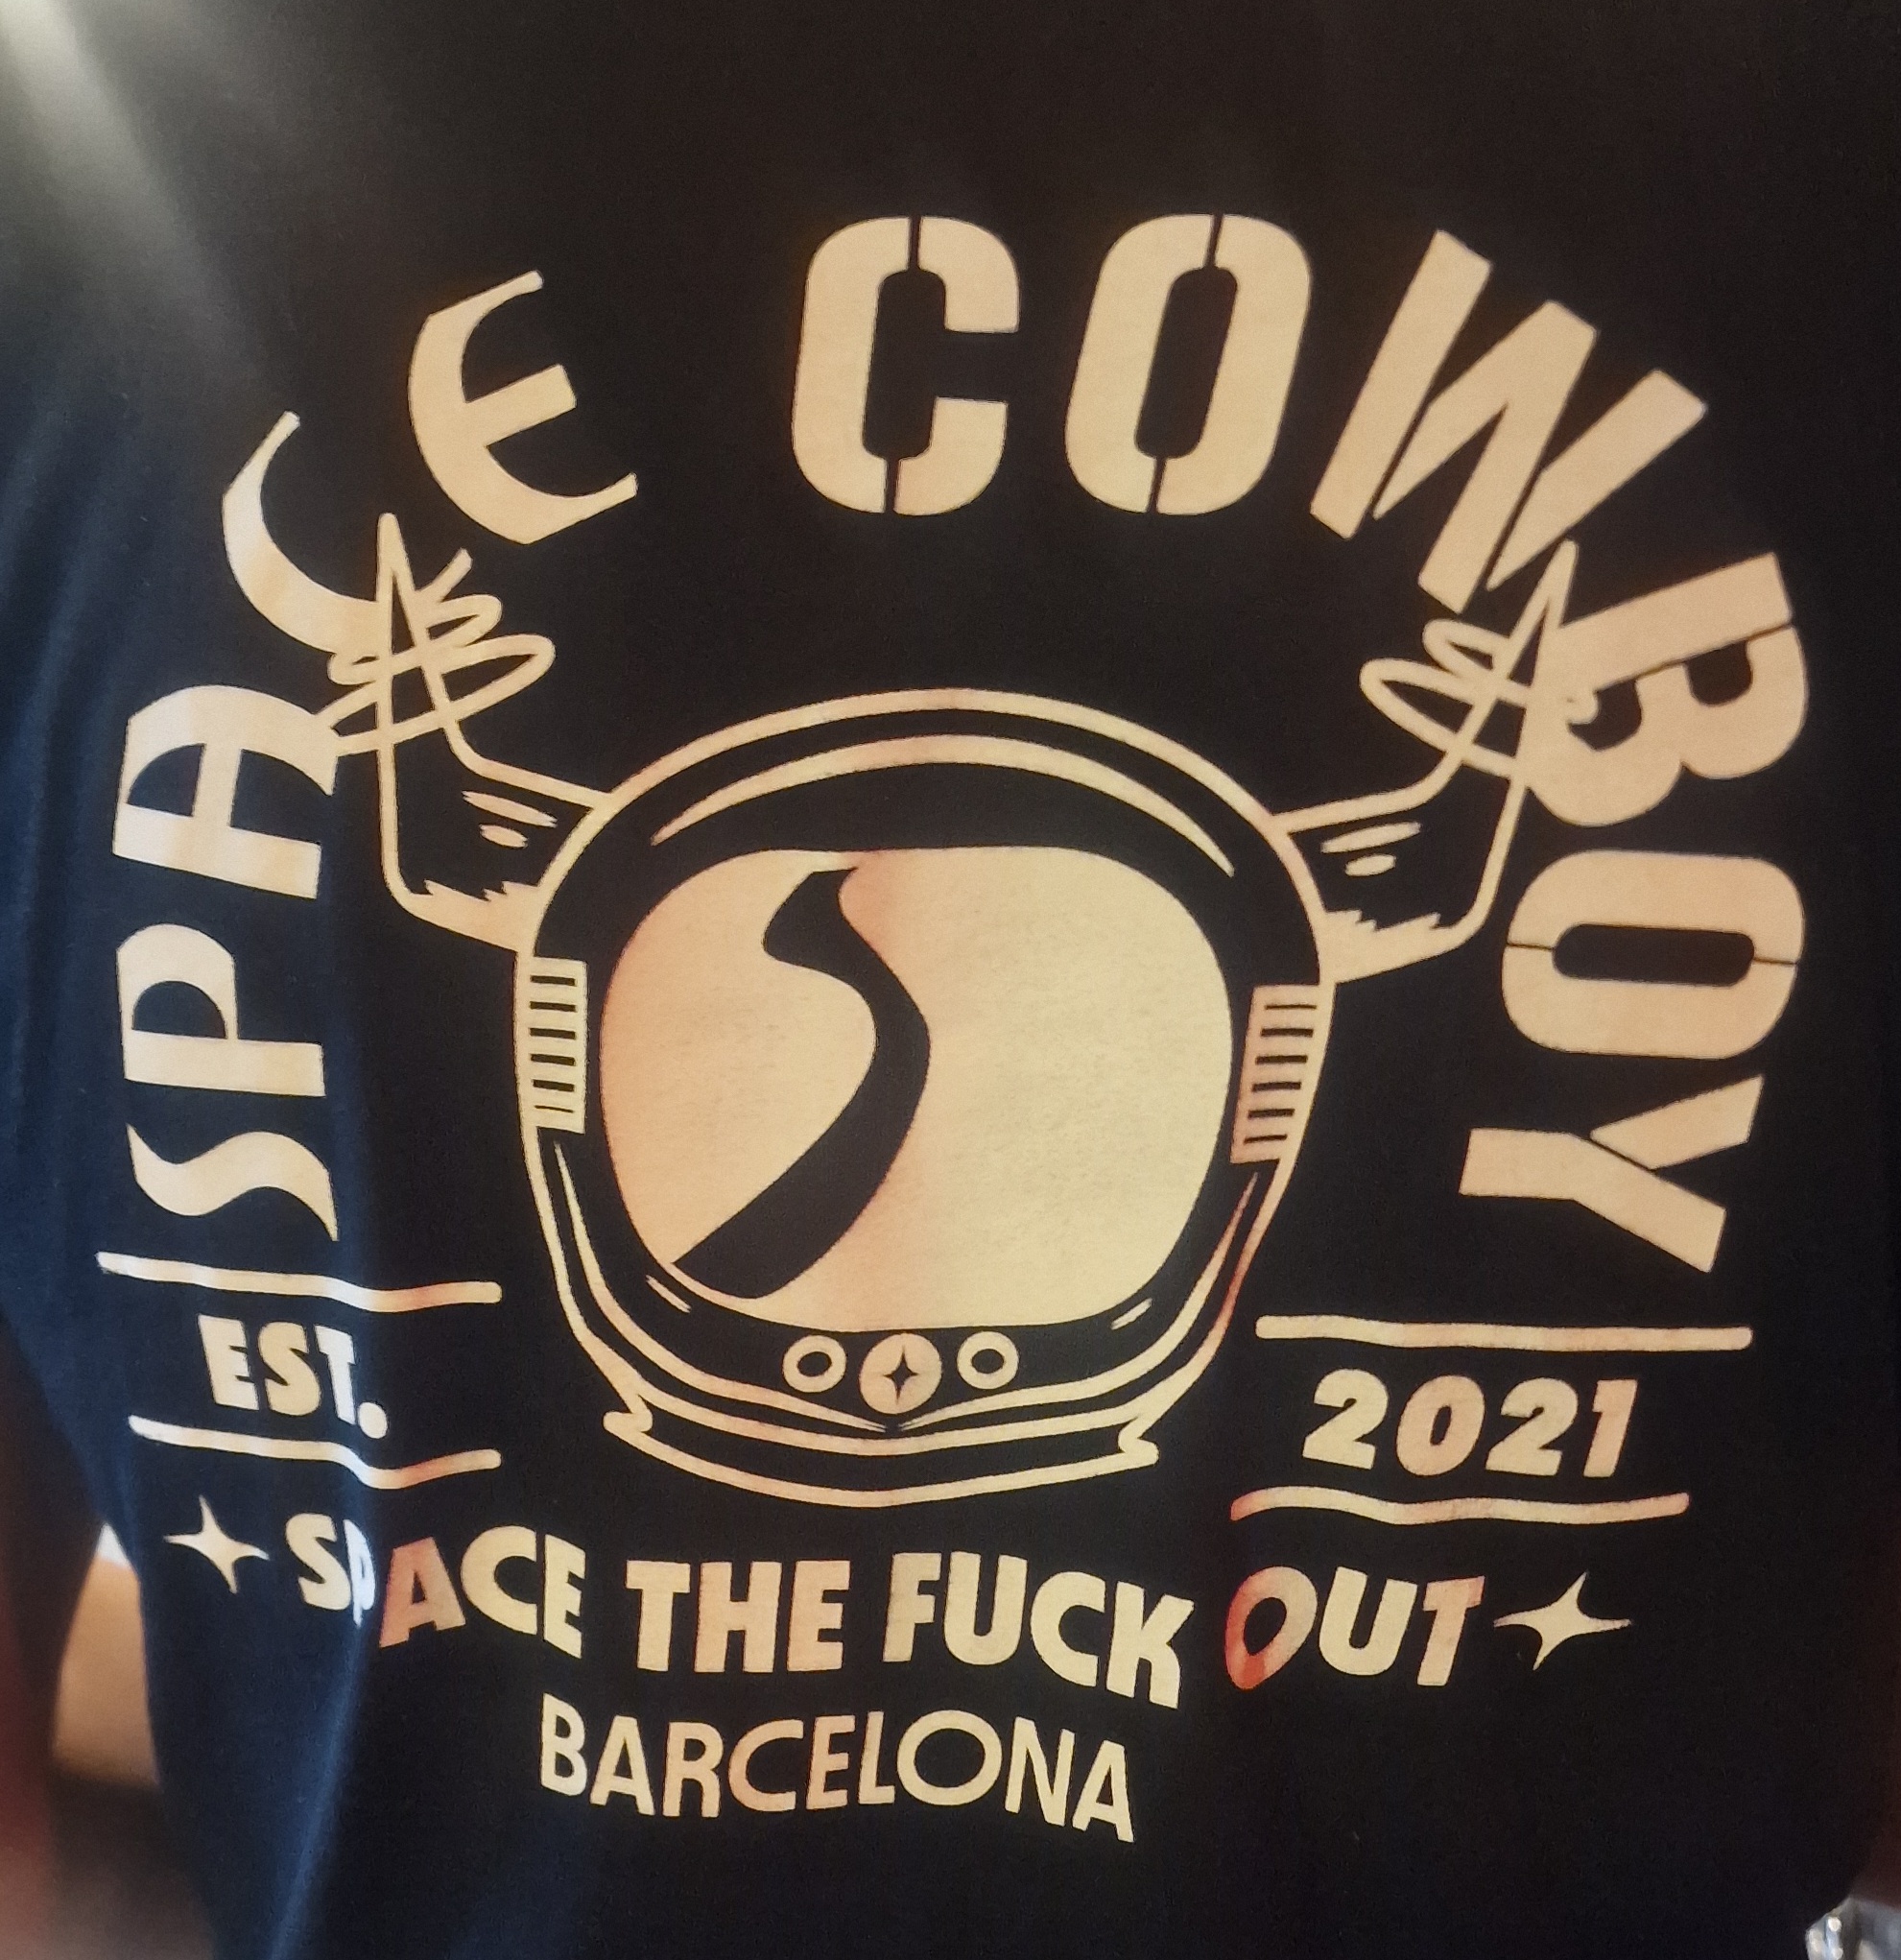 SPACE COWBOY
EST.
2021
SPACE THE FUCK OUT
BARCELONA